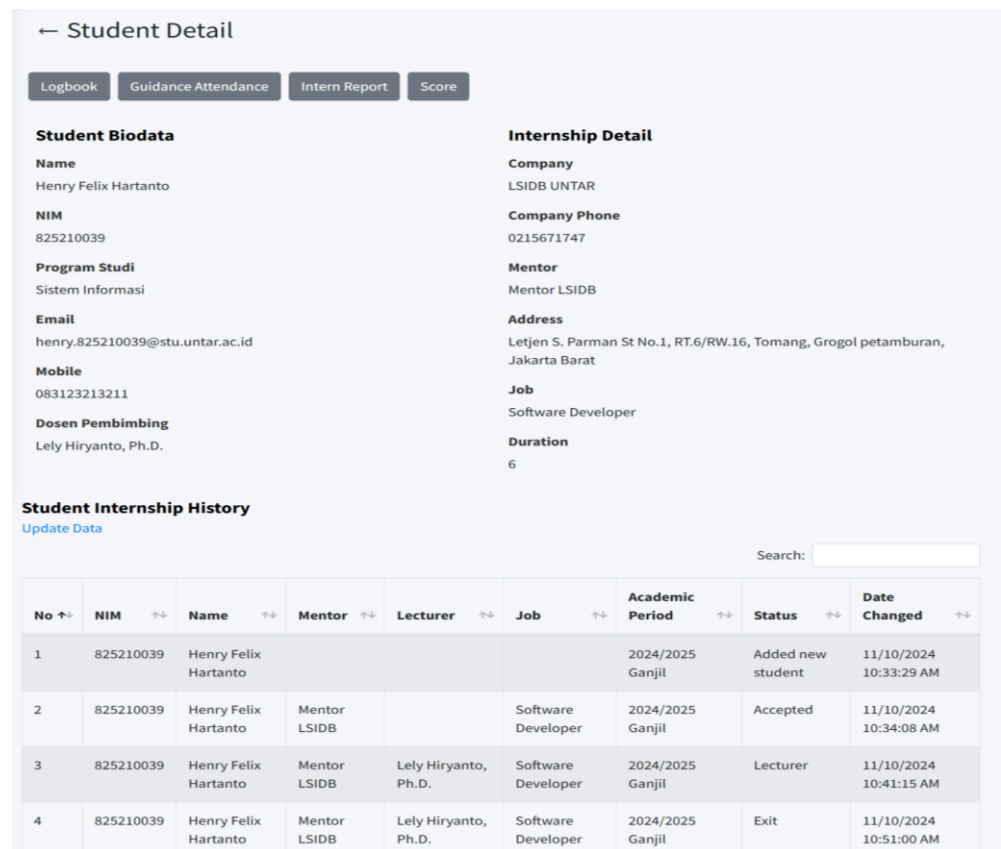 ← Student Detail
Logbook Guidance Attendance Intern Report Score
Student Biodata
Name
Henry Felix Hartanto
NIM
825210039
Program Studi
Sistem Informasi
Email
henry.825210039@stu.untar.ac.id
Mobile
083123213211
Dosen Pembimbing
Lely Hiryanto, Ph.D.
Internship Detail
Company
LSIDB UNTAR
Company Phone
0215671747
Mentor
Mentor LSIDB
Address
Letjen S. Parman St No.1, RT.6/RW.16, Tomang, Grogol petamburan,
Jakarta Barat
Job
Software Developer
Duration
6
Student Internship History
Update Data
Search:
No NIM Name Mentor Lecturer Job Academic Period Status Date Changed
1 825210039 Henry Felix Hartanto 2024/2025 Ganjil Added new student 11/10/2024 10:33:29 AM
2 825210039 Henry Felix Hartanto Mentor LSIDB Software Developer 2024/2025 Ganjil Accepted 11/10/2024 10:34:08 AM
3 825210039 Henry Felix Hartanto Mentor LSIDB Lely Hiryanto, Ph.D. Software Developer 2024/2025 Ganjil Lecturer 11/10/2024 10:41:15 AM
4 825210039 Henry Felix Hartanto Mentor LSIDB Lely Hiryanto, Ph.D. Software Developer 2024/2025 Ganjil Exit 11/10/2024 10:51:00 AM